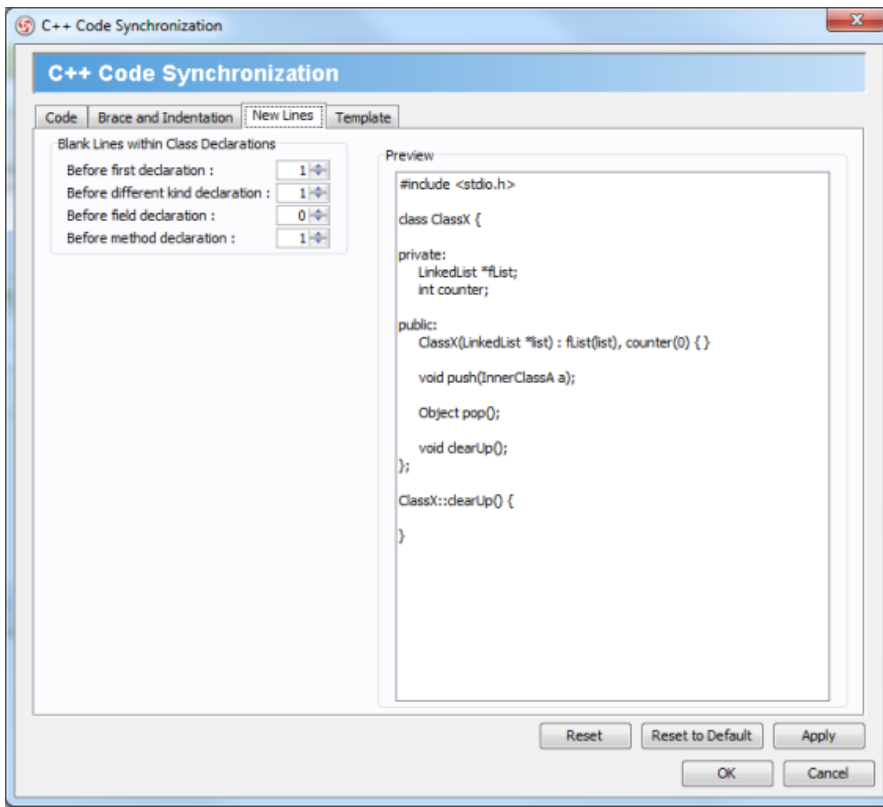 C++ Code Synchronization
C++ Code Synchronization
Code Brace and Indentation New Lines Template
Blank Lines within Class Declarations
Before first declaration : 1
Before different kind declaration : 1
Before field declaration : 0
Before method declaration : 1
Preview
#include <stdio.h>
class ClassX {
private:
LinkedList *fList;
int counter;
public:
ClassX(LinkedList *list) : fList(list), counter(0) { }
void push(InnerClassA a);
Object pop();
void clearUp();
};
ClassX::clearUp() {
}
Reset Reset to Default Apply
OK Cancel